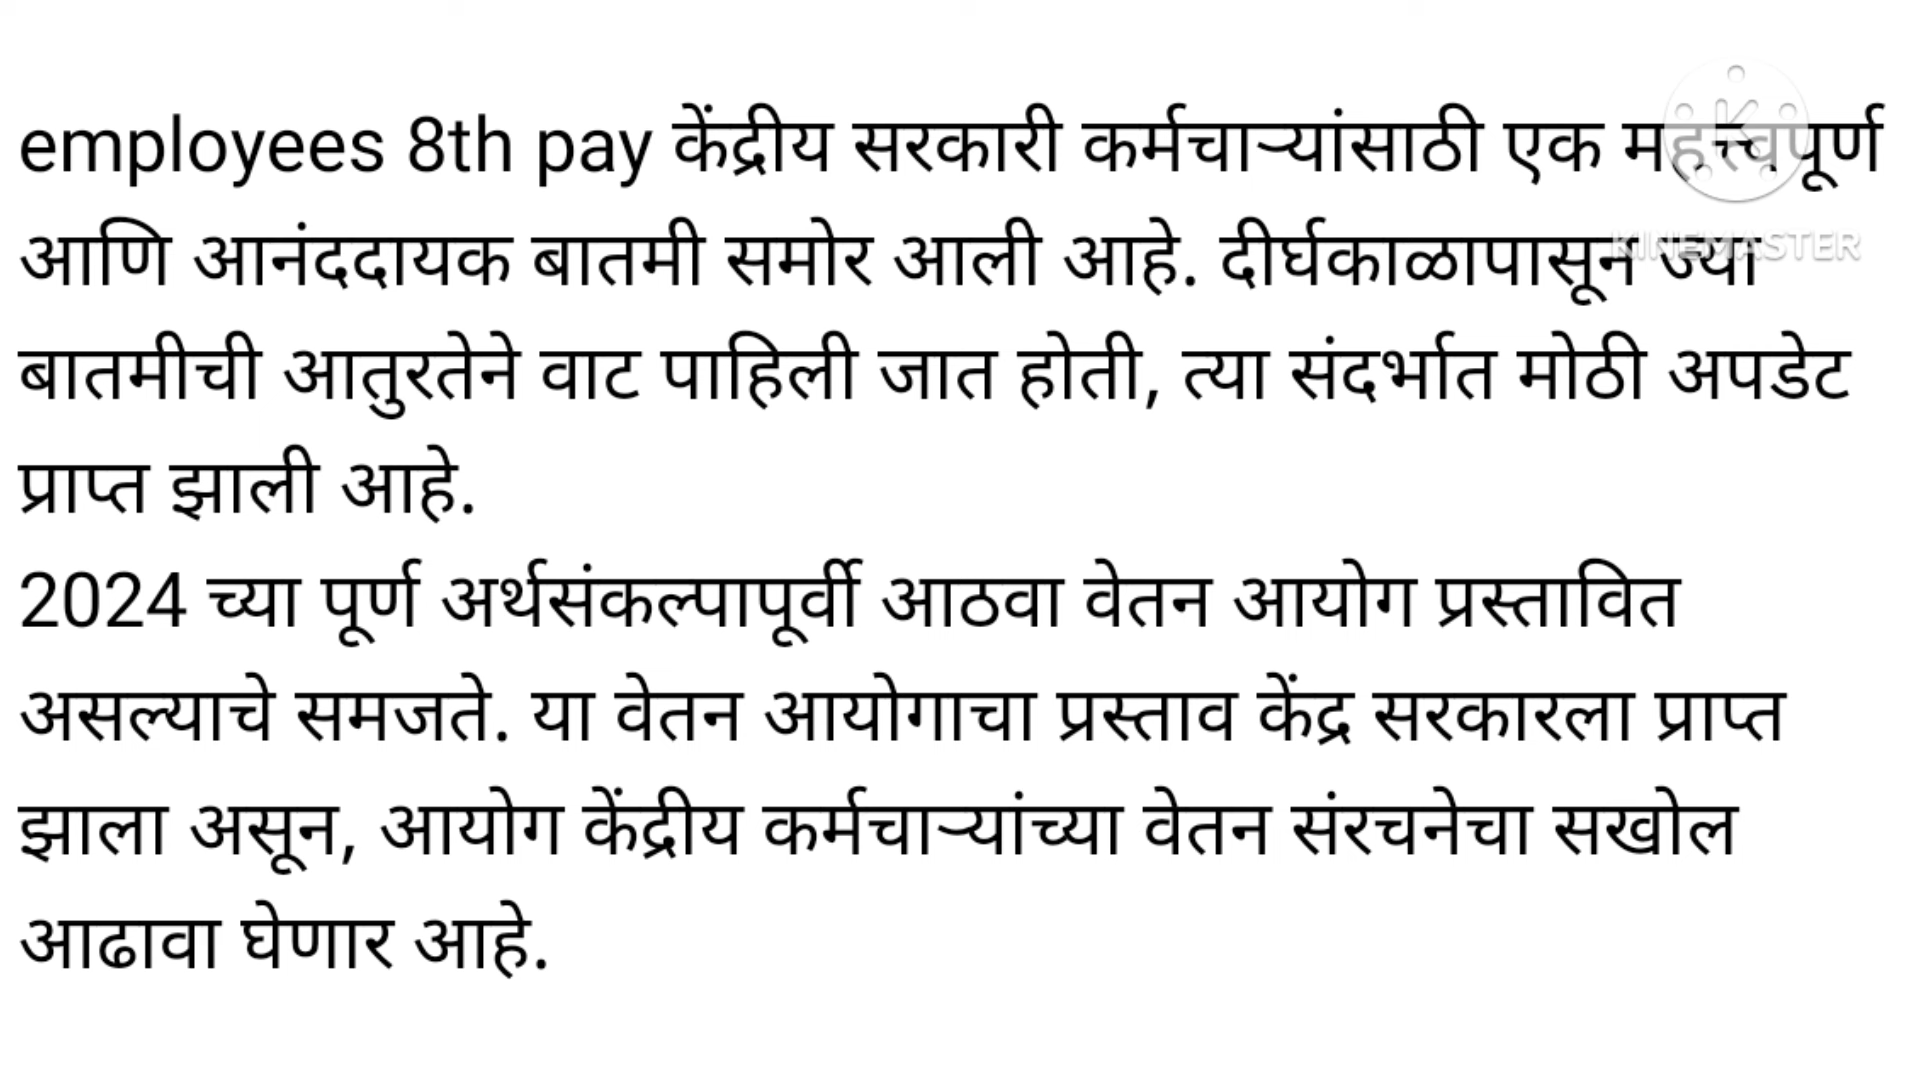 employees 8th pay केंद्रीय सरकारी कर्मचाऱ्यांसाठी एक महत्त्वपूर्ण
आणि आनंददायक बातमी समोर आली आहे. दीर्घकाळापासून ज्या
बातमीची आतुरतेने वाट पाहिली जात होती, त्या संदर्भात मोठी अपडेट
प्राप्त झाली आहे.
2024 च्या पूर्ण अर्थसंकल्पापूर्वी आठवा वेतन आयोग प्रस्तावित
असल्याचे समजते. या वेतन आयोगाचा प्रस्ताव केंद्र सरकारला प्राप्त
झाला असून, आयोग केंद्रीय कर्मचाऱ्यांच्या वेतन संरचनेचा सखोल
आढावा घेणार आहे.
K
KINEMASTER